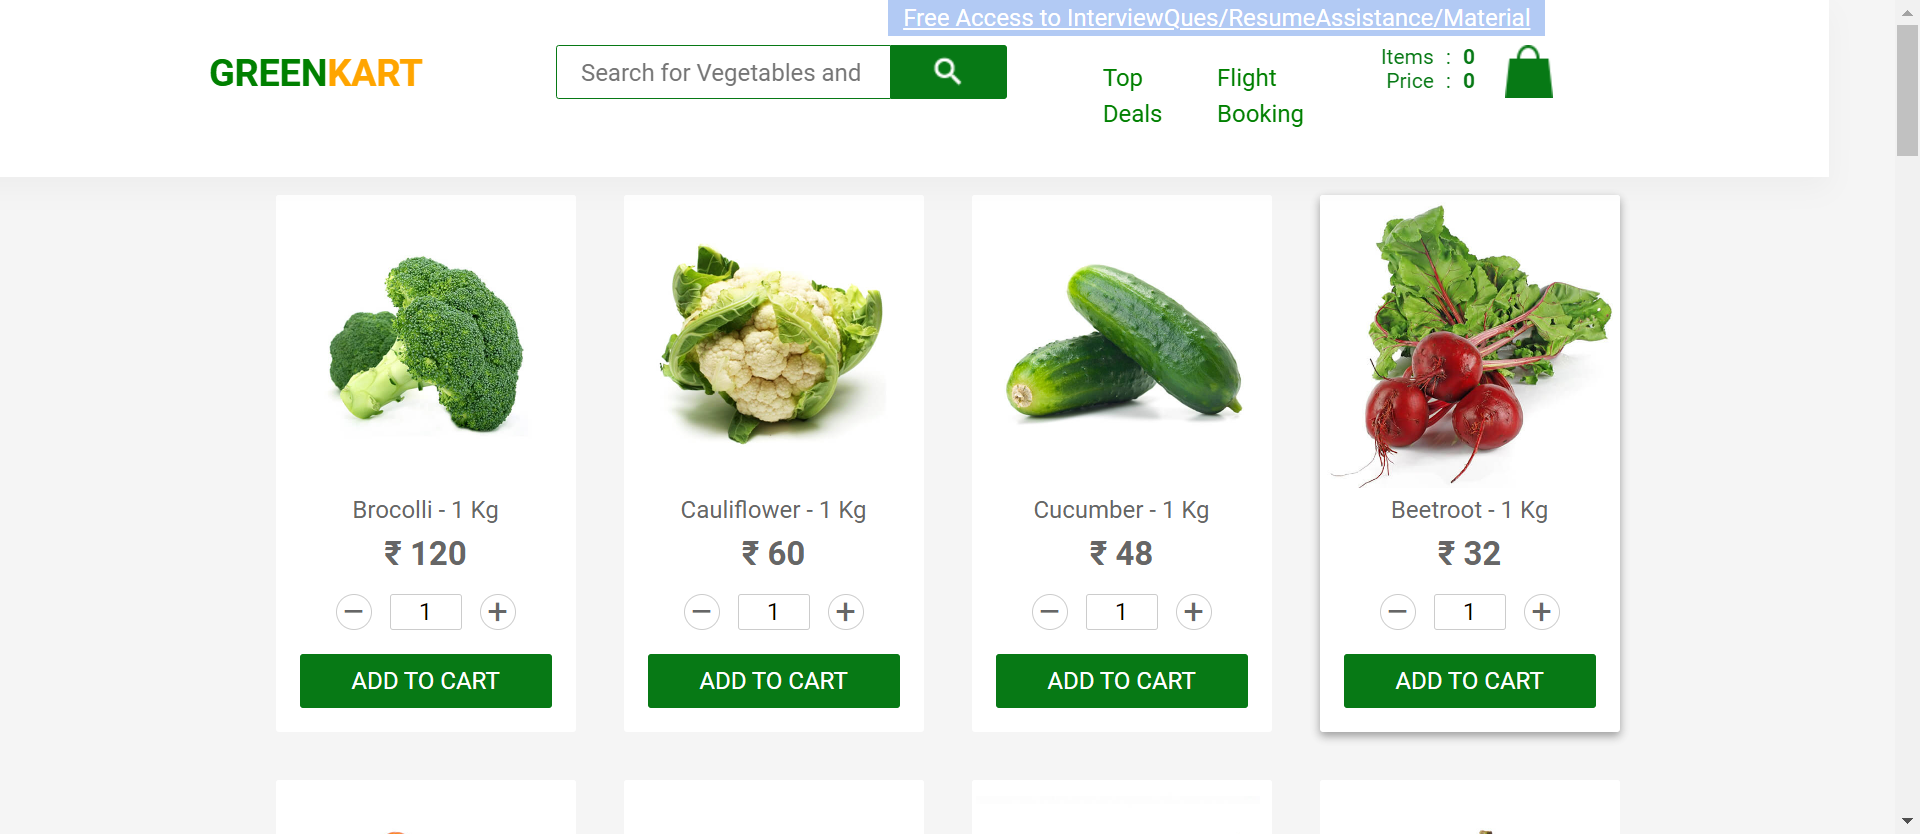 Free Access to InterviewQues/ResumeAssistance/Material
GREENKART
Search for Vegetables and
Top
Deals
Flight
Booking
Items : 0
Price : 0
Brocolli - 1 Kg
₹ 120
1
ADD TO CART
Cauliflower - 1 Kg
₹ 60
1
ADD TO CART
Cucumber - 1 Kg
₹ 48
1
ADD TO CART
Beetroot - 1 Kg
₹ 32
1
ADD TO CART